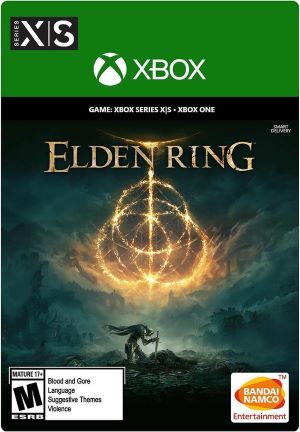 SERIES
X|S
XBOX
GAME: XBOX SERIES X|S • XBOX ONE
SMART
DELIVERY
ELDEN RING
MATURE 17+
M
ESRB
Blood and Gore
Language
Suggestive Themes
Violence
BANDAI
NAMCO
Entertainment